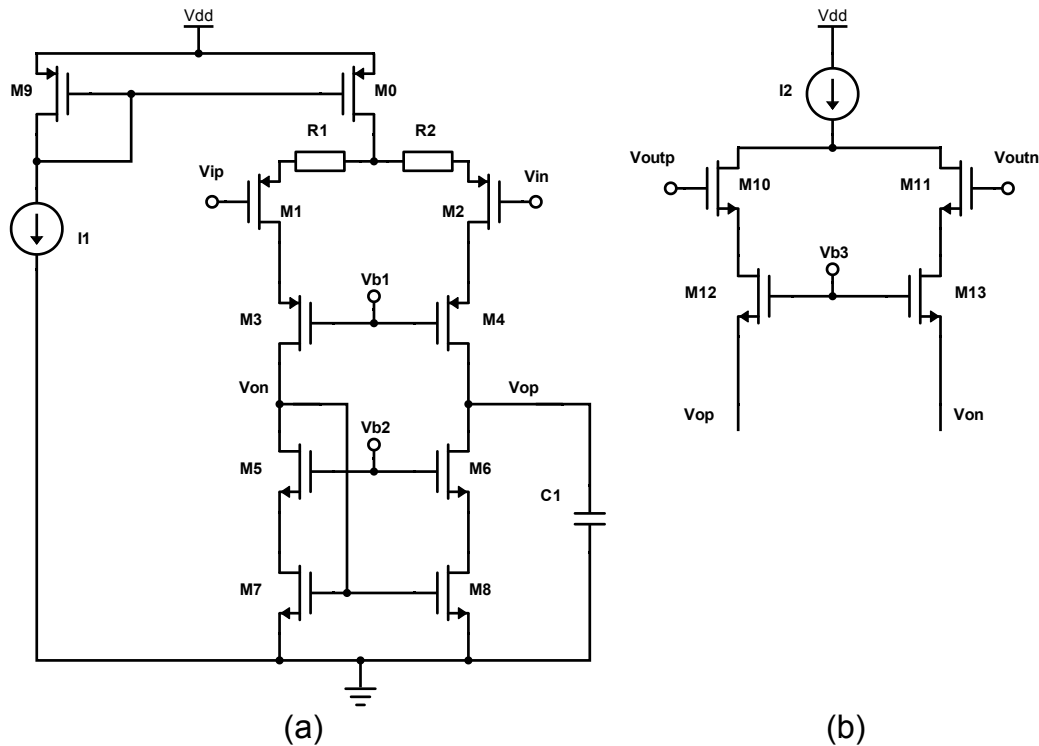 Vdd
M9
M0
R1
R2
Vip
Vin
M1
M2
I1
Vb1
M3
M4
Von
Vop
Vb2
M5
M6
C1
M7
M8
(a)
Vdd
I2
Voutp
Voutn
M10
M11
Vb3
M12
M13
Vop
Von
(b)